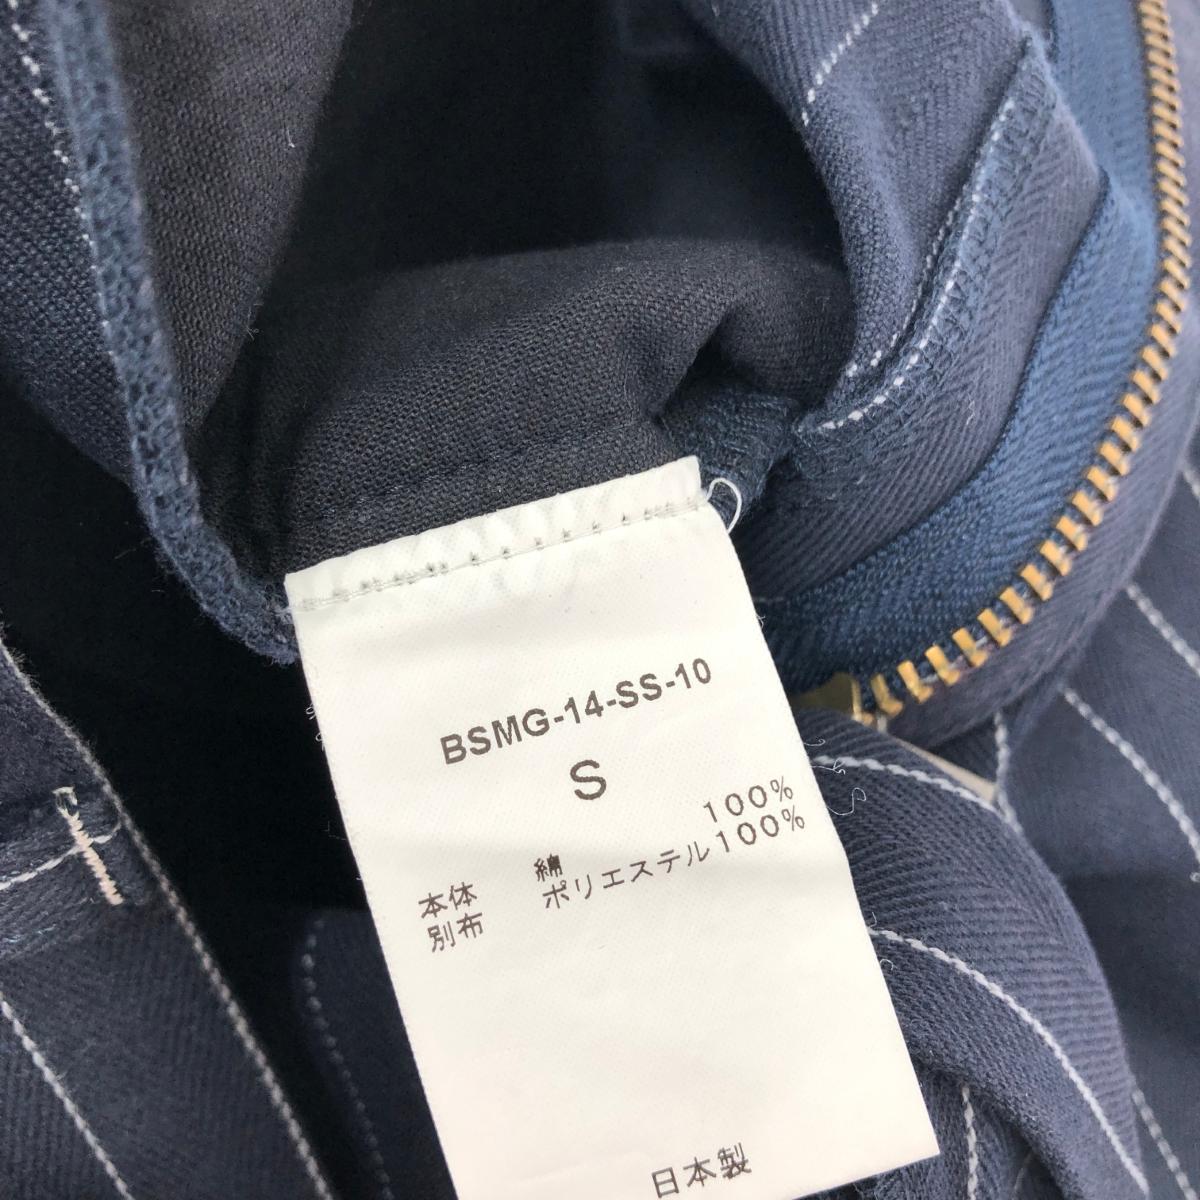 BSMG-14-SS-10
S
本体 綿 100%
別布 ポリエステル100%
日本製